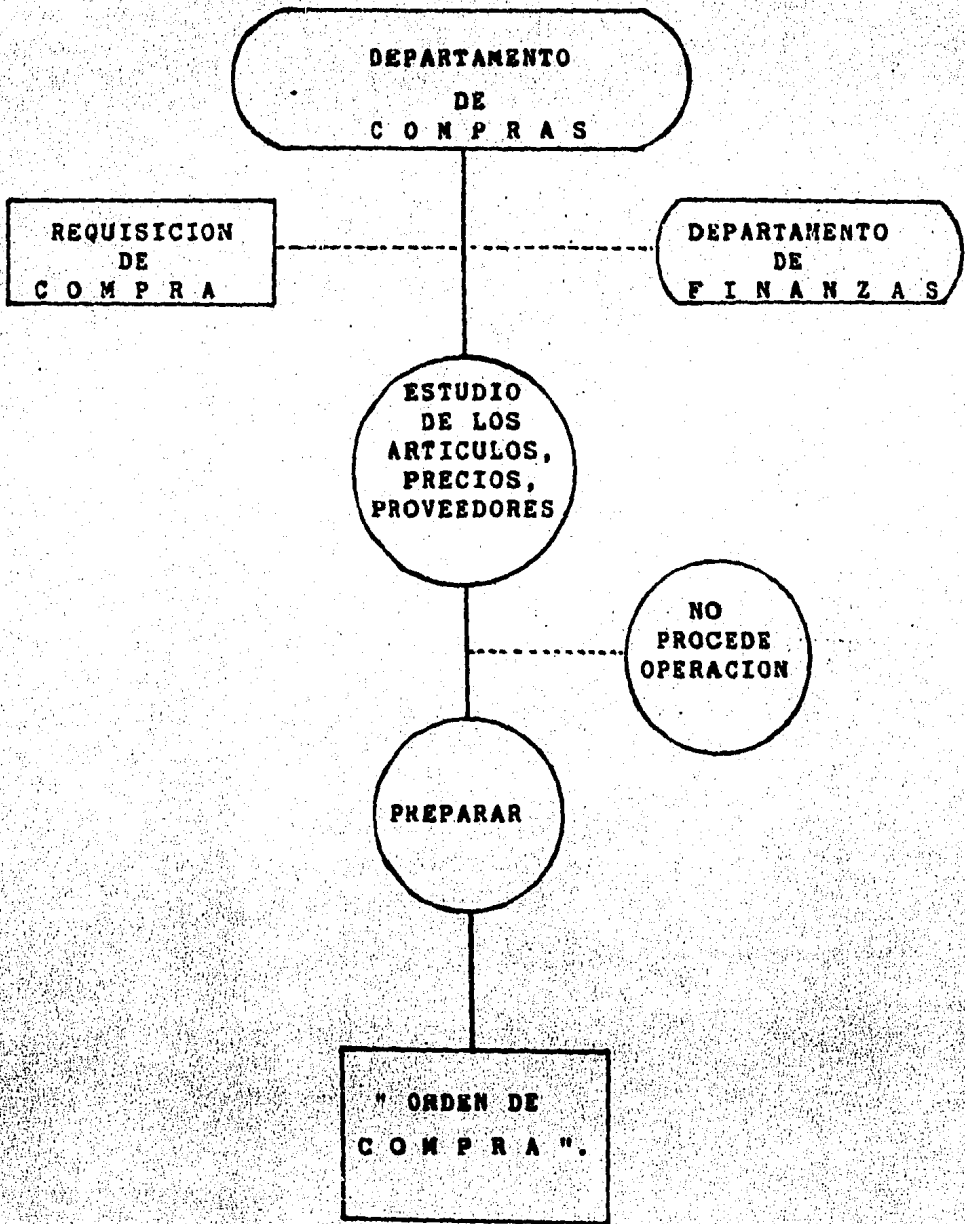 DEPARTAMENTO
DE
C O M P R A S
REQUISICION
DE
C O M P R A
DEPARTAMENTO
DE
F I N A N Z A S
ESTUDIO
DE LOS
ARTICULOS,
PRECIOS,
PROVEEDORES
NO
PROCEDE
OPERACION
PREPARAR
" ORDEN DE
C O M P R A ".